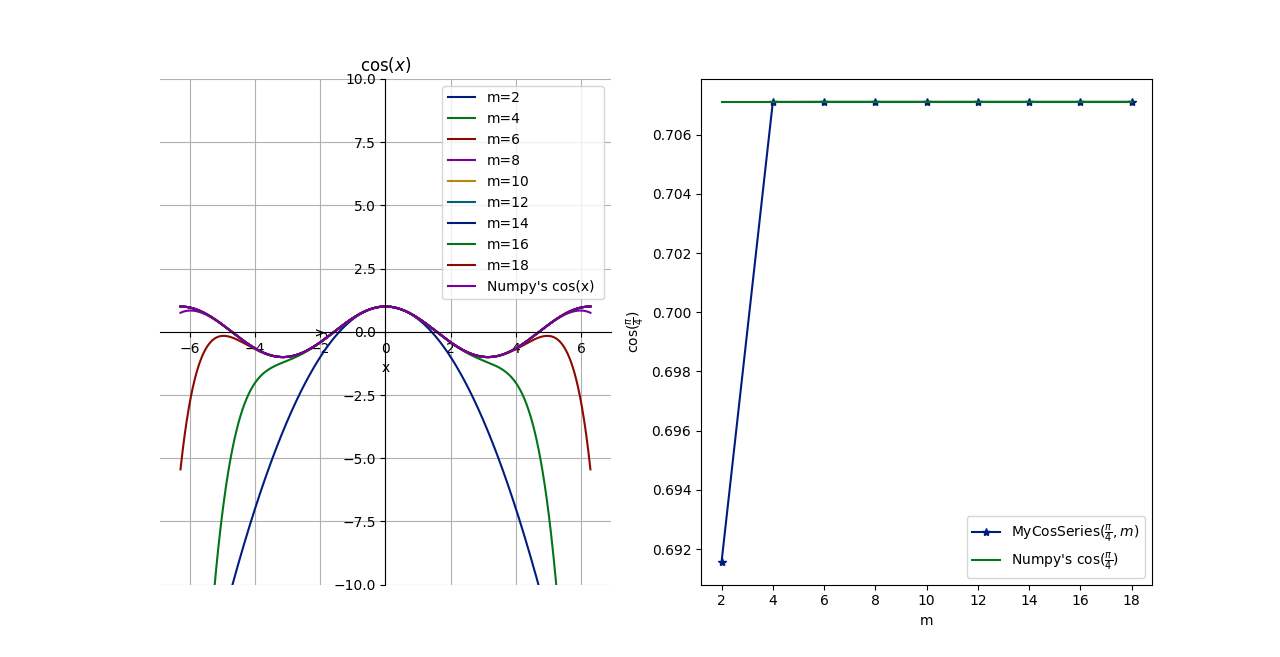 cos(x)
10.0
7.5
5.0
2.5
0.0
−2.5
−5.0
−7.5
−10.0
−6
−4
−2
0
2
4
6
x
y
m=2
m=4
m=6
m=8
m=10
m=12
m=14
m=16
m=18
Numpy's cos(x)
cos(π/4)
0.706
0.704
0.702
0.700
0.698
0.696
0.694
0.692
2 4 6 8 10 12 14 16 18
m
MyCosSeries(π/4, m)
Numpy's cos(π/4)